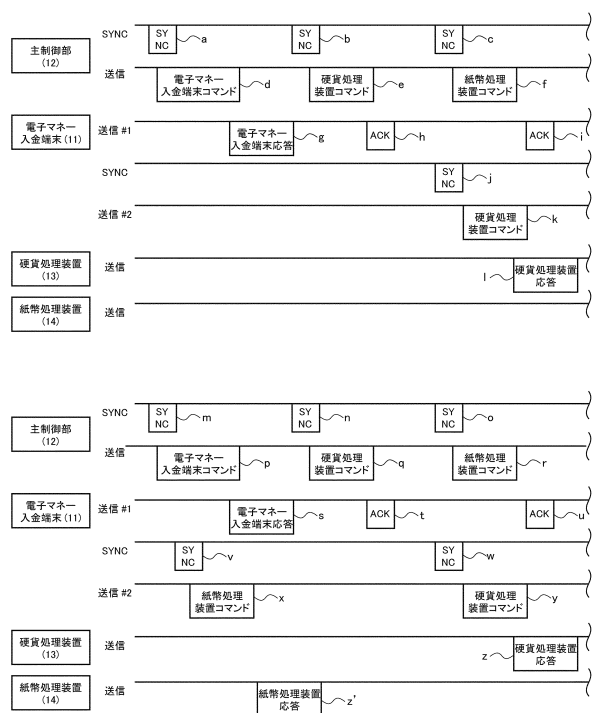 SYNC
SY
NC
a
SY
NC
b
SY
NC
c
主制御部
(12)
送信
電子マネー
入金端末コマンド
d
硬貨処理
装置コマンド
e
紙幣処理
装置コマンド
f
電子マネー
入金端末(11)
送信 #1
電子マネー
入金端末応答
g
ACK
h
ACK
i
SYNC
SY
NC
j
送信 #2
硬貨処理
装置コマンド
k
硬貨処理装置
(13)
送信
l
硬貨処理装置
応答
紙幣処理装置
(14)
送信
SYNC
SY
NC
m
SY
NC
n
SY
NC
o
主制御部
(12)
送信
電子マネー
入金端末コマンド
p
硬貨処理
装置コマンド
q
紙幣処理
装置コマンド
r
電子マネー
入金端末(11)
送信 #1
電子マネー
入金端末応答
s
ACK
t
ACK
u
SYNC
SY
NC
v
SY
NC
w
送信 #2
紙幣処理
装置コマンド
x
硬貨処理
装置コマンド
y
硬貨処理装置
(13)
送信
z
硬貨処理装置
応答
紙幣処理装置
(14)
送信
紙幣処理装置
応答
z'